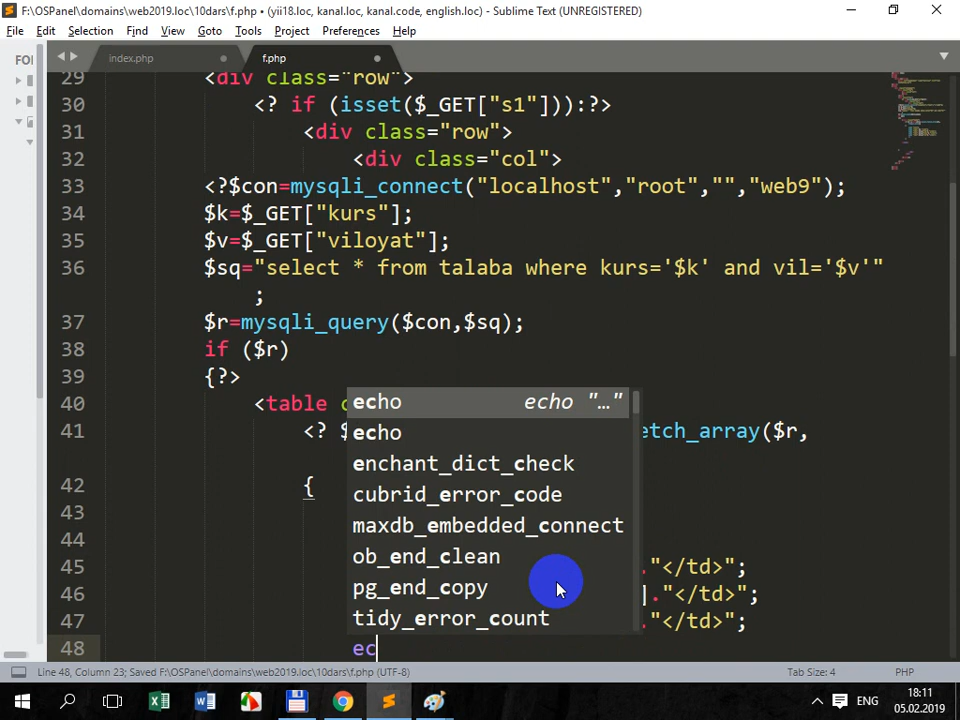 F:\OSPanel\domains\web2019.loc\10dars\f.php • (yii18.loc, kanal.loc, kanal.code, english.loc) - Sublime Text (UNREGISTERED)
File Edit Selection Find View Goto Tools Project Preferences Help
FO
index.php f.php
29 <div class="row">
30 <? if (isset($_GET["s1"])):?>
31 <div class="row">
32 <div class="col">
33 <?$con=mysqli_connect("localhost","root","","web9");
34 $k=$_GET["kurs"];
35 $v=$_GET["viloyat"];
36 $sq="select * from talaba where kurs='$k' and vil='$v'"
;
37 $r=mysqli_query($con,$sq);
38 if ($r)
39 {?>
40 <table c
echo echo "…"
41 <? $ etch_array($r,
echo
enchant_dict_check
42 {
cubrid_error_code
43
maxdb_embedded_connect
44
ob_end_clean
45 ."</td>";
pg_end_copy
46 ]."</td>";
tidy_error_count
47 ."</td>";
48 ec
Line 48, Column 23; Saved F:\OSPanel\domains\web2019.loc\10dars\f.php (UTF-8) Tab Size: 4 PHP
ENG
18:11
05.02.2019